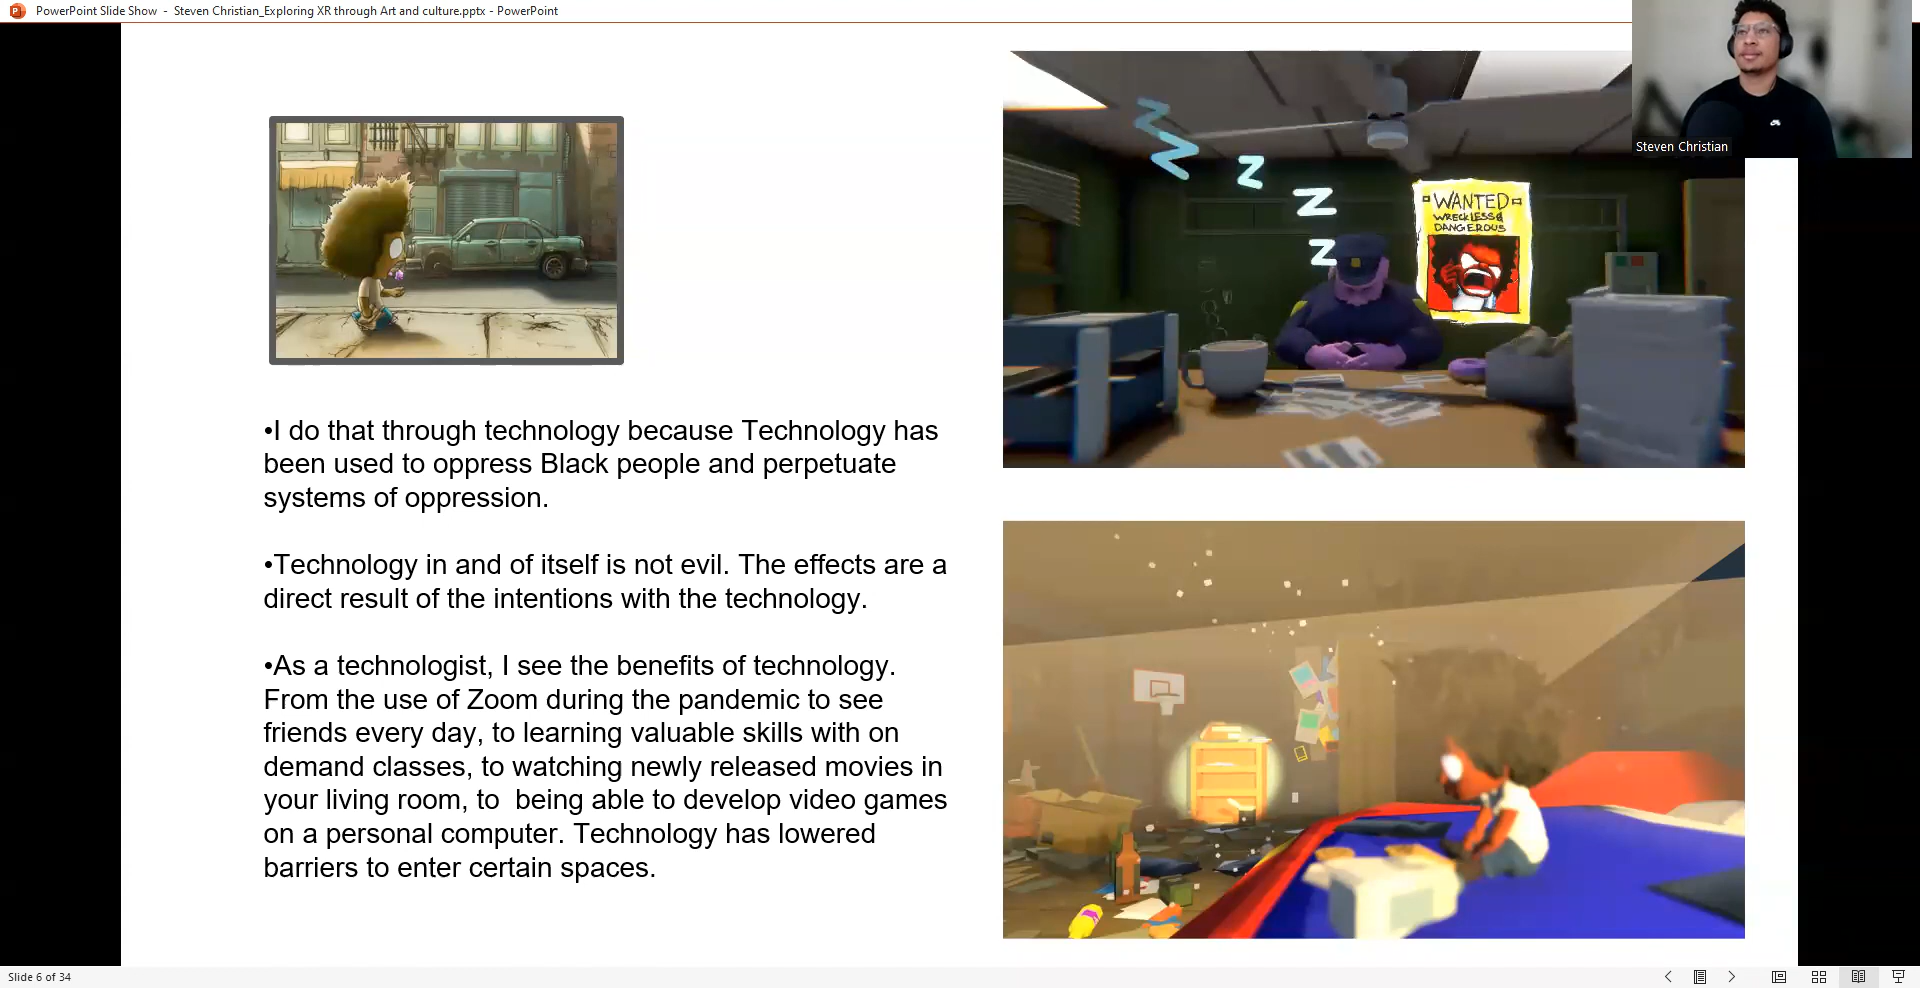 PowerPoint Slide Show - Steven Christian_Exploring XR through Art and culture.pptx - PowerPoint
Steven Christian
Z
Z
Z
Z
Z
WANTED
WRECKLESS &
DANGEROUS
•I do that through technology because Technology has
been used to oppress Black people and perpetuate
systems of oppression.
•Technology in and of itself is not evil. The effects are a
direct result of the intentions with the technology.
•As a technologist, I see the benefits of technology.
From the use of Zoom during the pandemic to see
friends every day, to learning valuable skills with on
demand classes, to watching newly released movies in
your living room, to  being able to develop video games
on a personal computer. Technology has lowered
barriers to enter certain spaces.
Slide 6 of 34